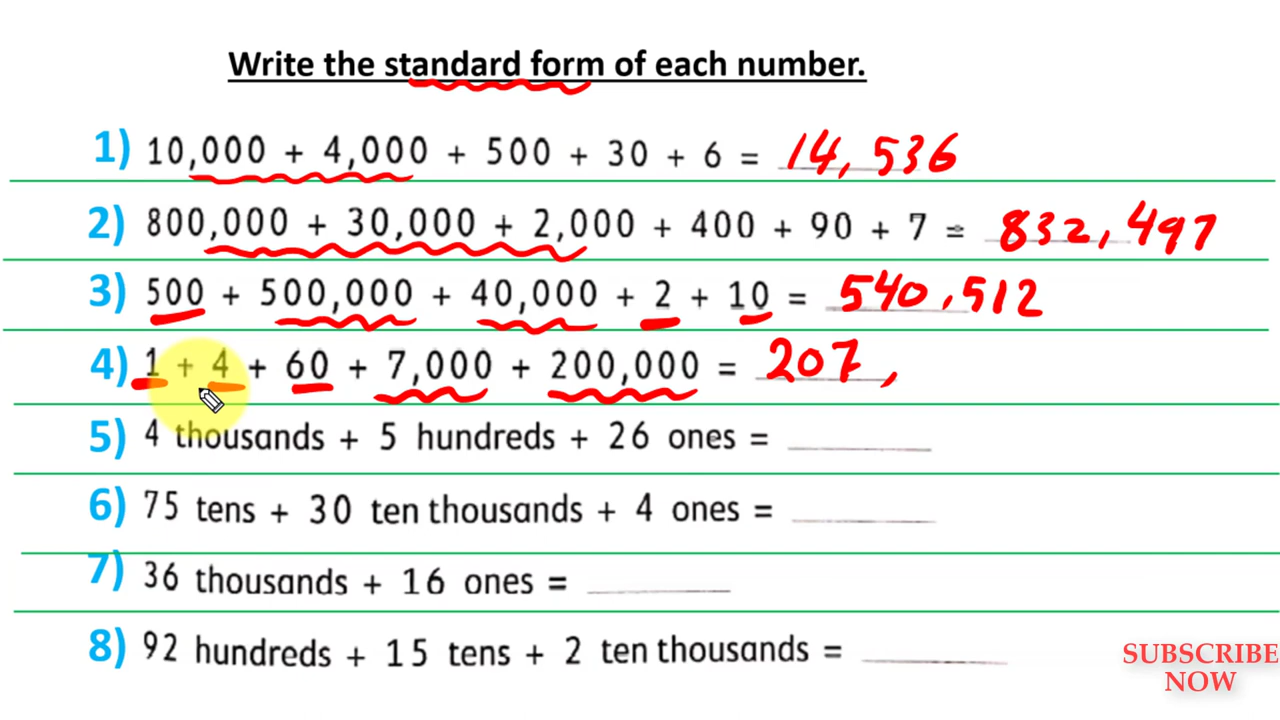 Write the standard form of each number.
1) 10,000 + 4,000 + 500 + 30 + 6 = 14,536
2) 800,000 + 30,000 + 2,000 + 400 + 90 + 7 = 832,497
3) 500 + 500,000 + 40,000 + 2 + 10 = 540,512
4) 1 + 4 + 60 + 7,000 + 200,000 = 207,
5) 4 thousands + 5 hundreds + 26 ones =
6) 75 tens + 30 ten thousands + 4 ones =
7) 36 thousands + 16 ones =
8) 92 hundreds + 15 tens + 2 ten thousands =
SUBSCRIBE
NOW